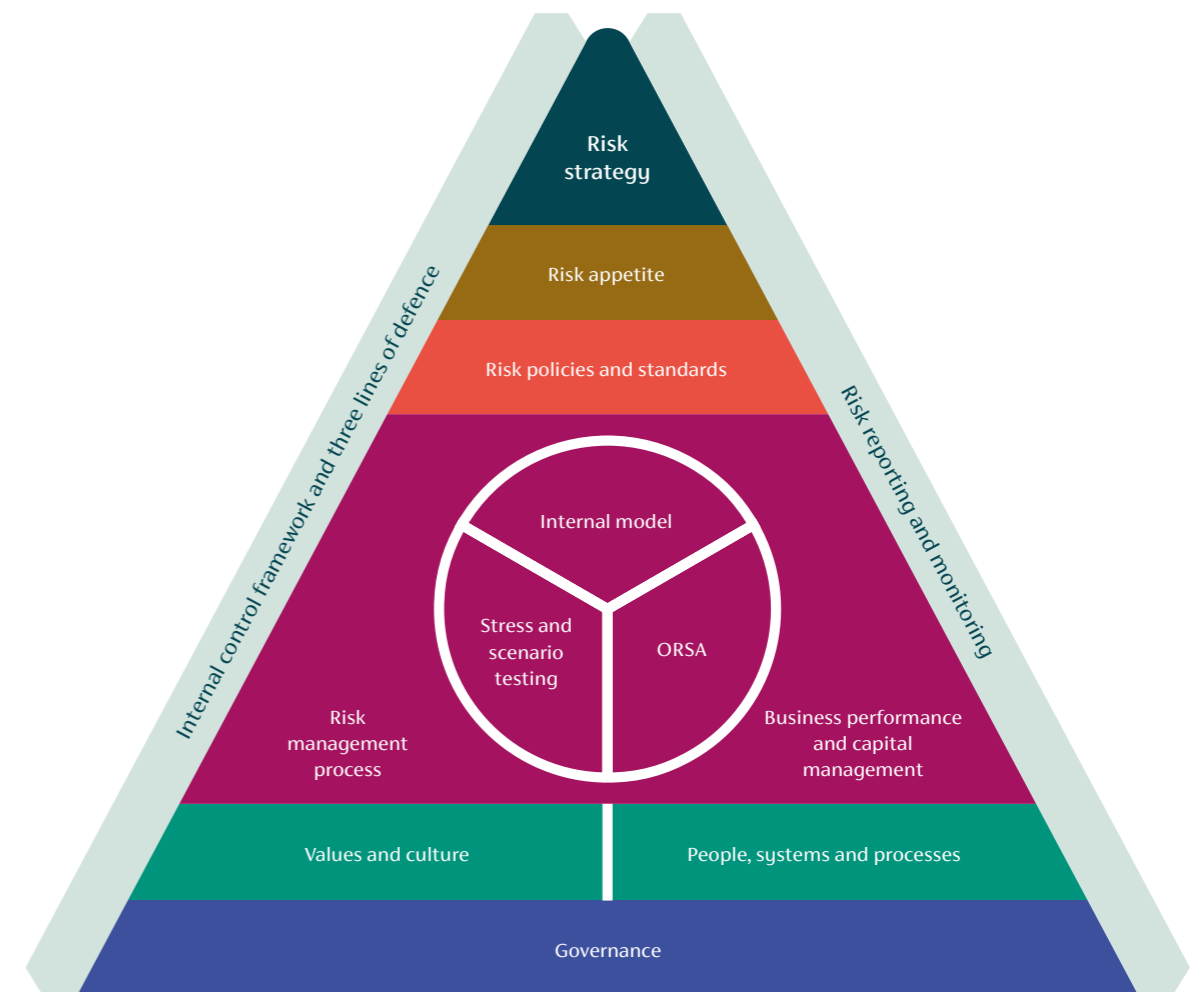 Risk
strategy
Risk appetite
Risk policies and standards
Internal control framework and three lines of defence
Risk reporting and monitoring
Internal model
Stress and
scenario
testing
ORSA
Risk
management
process
Business performance
and capital
management
Values and culture
People, systems and processes
Governance